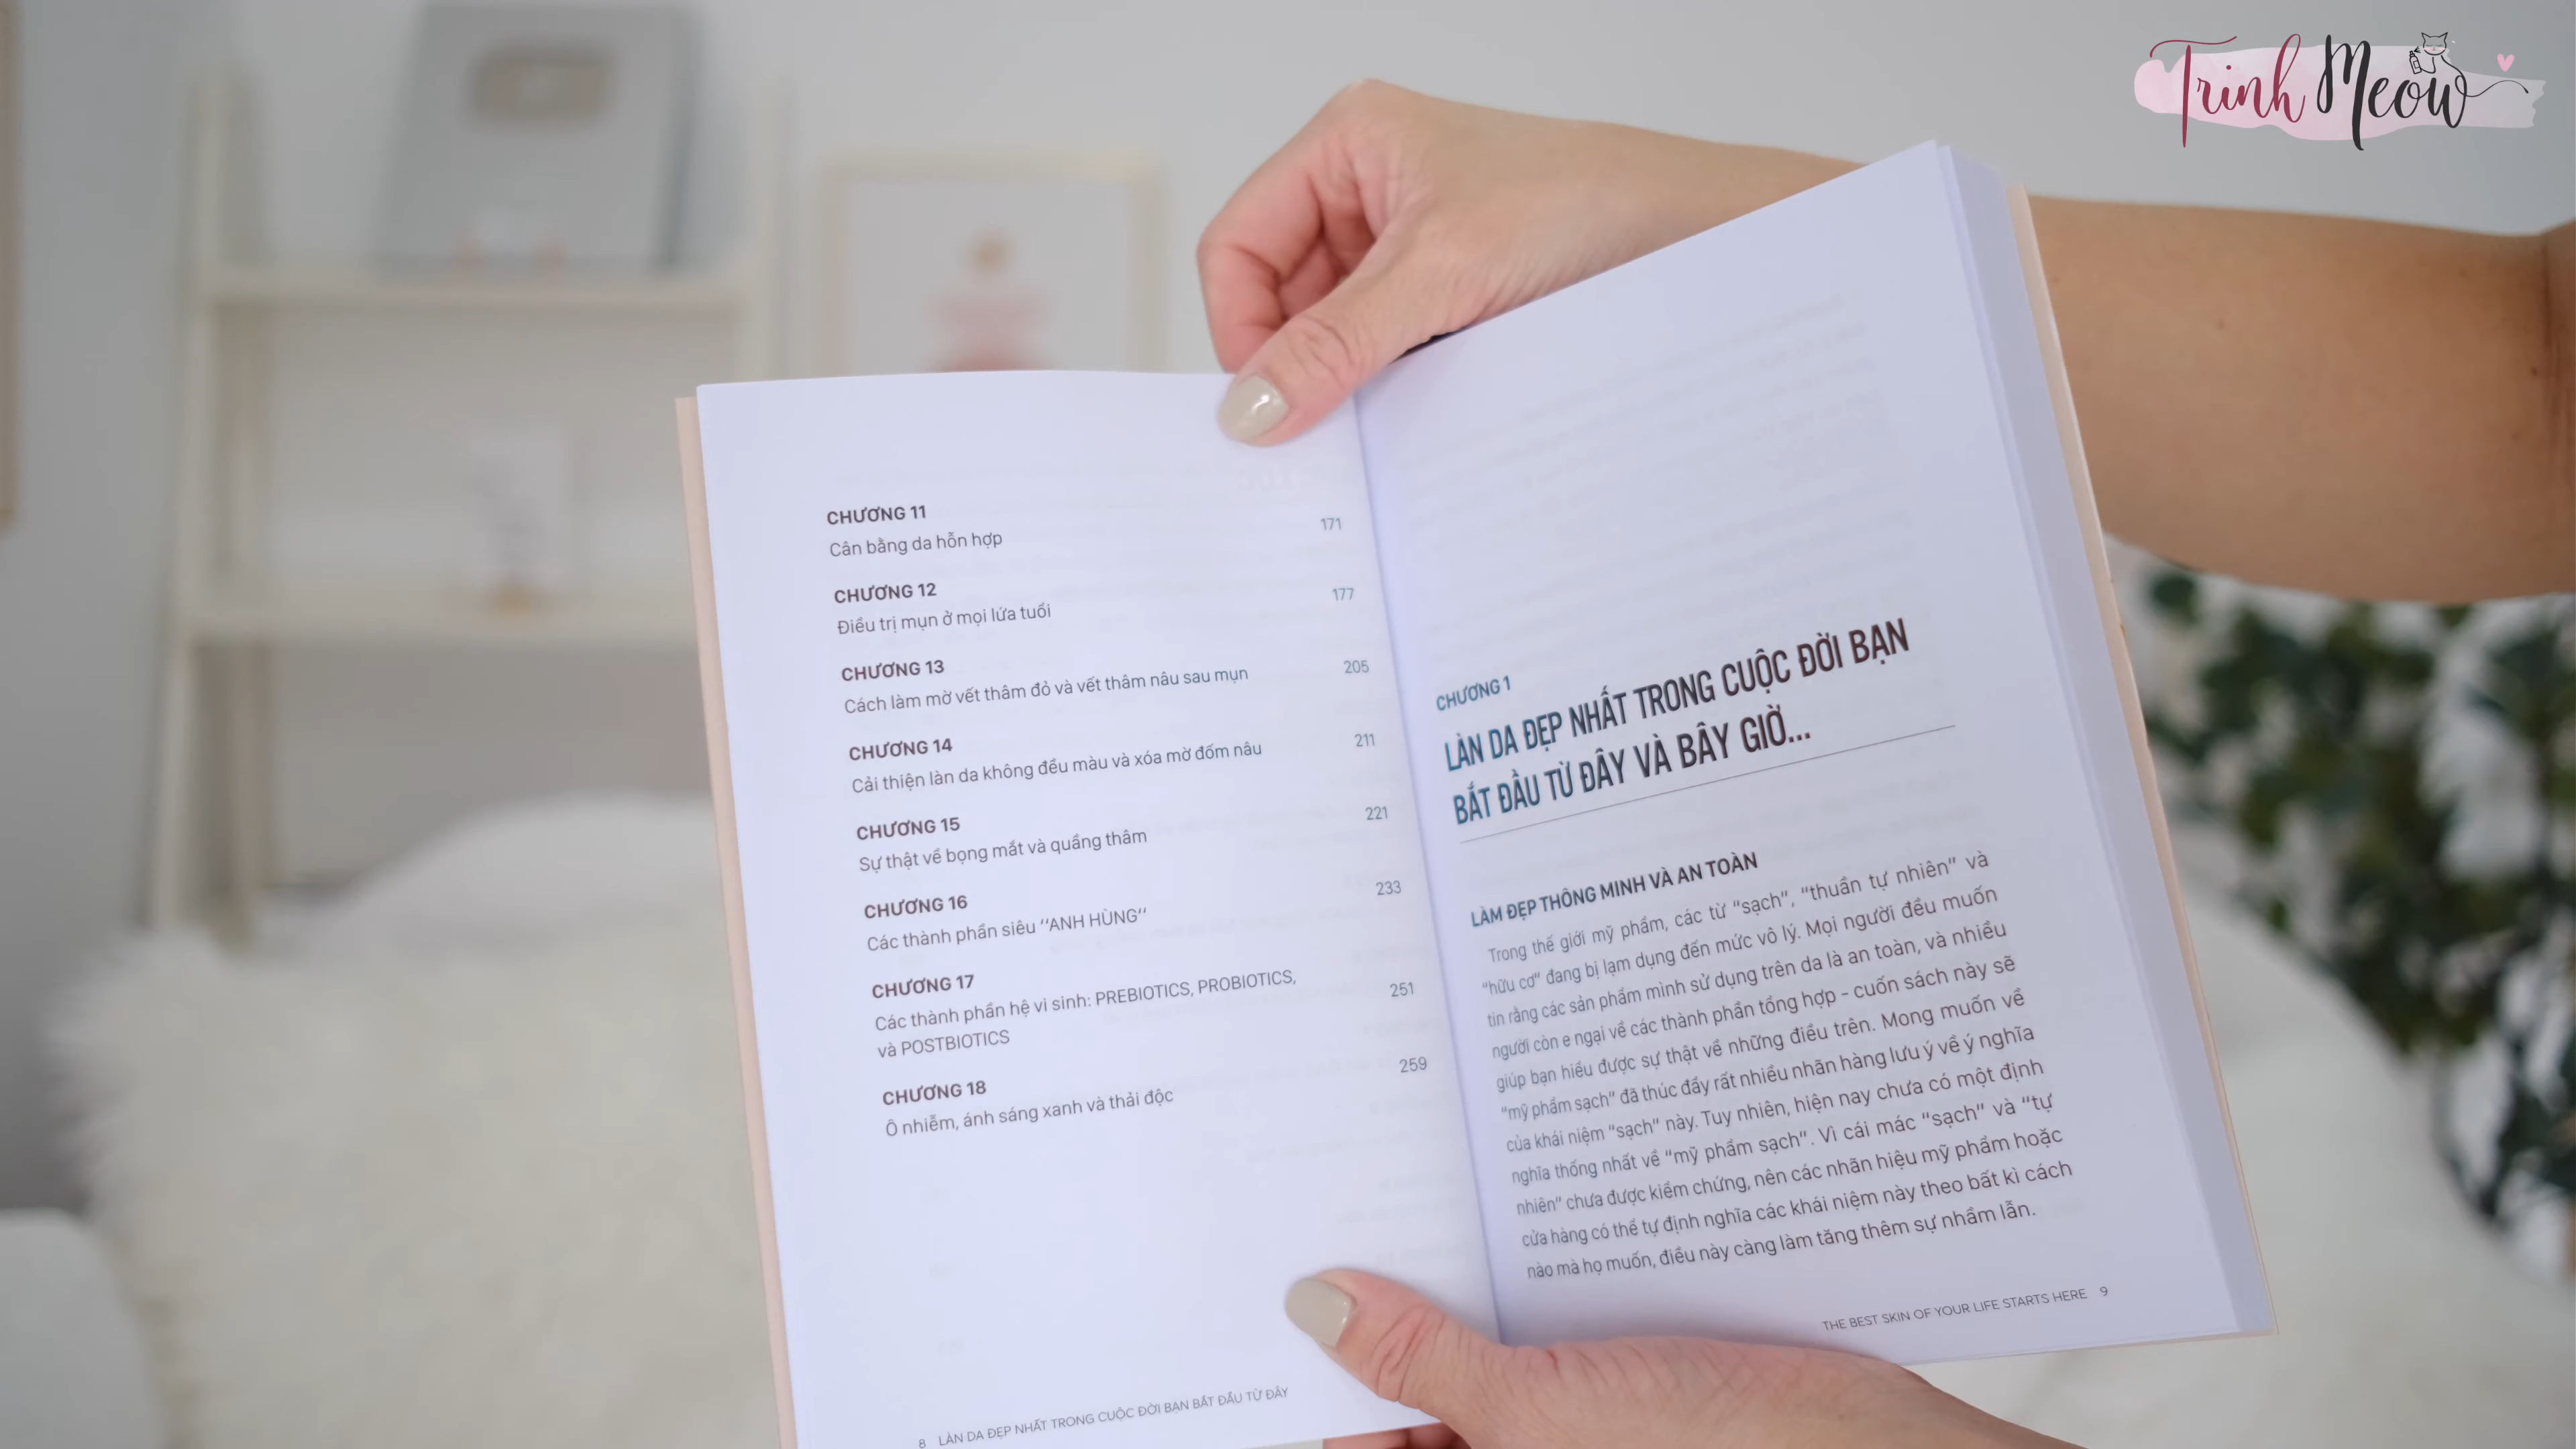 Trinh Meow
CHƯƠNG 11
Cân bằng da hỗn hợp 171
CHƯƠNG 12
Điều trị mụn ở mọi lứa tuổi 177
CHƯƠNG 13
Cách làm mờ vết thâm đỏ và vết thâm nâu sau mụn 205
CHƯƠNG 14
Cải thiện làn da không đều màu và xóa mờ đốm nâu 211
CHƯƠNG 15
Sự thật về bọng mắt và quầng thâm 221
CHƯƠNG 16
Các thành phần siêu ‘‘ANH HÙNG’’ 233
CHƯƠNG 17
Các thành phần hệ vi sinh: PREBIOTICS, PROBIOTICS, 251
và POSTBIOTICS
CHƯƠNG 18 259
Ô nhiễm, ánh sáng xanh và thải độc
8 LÀN DA ĐẸP NHẤT TRONG CUỘC ĐỜI BẠN BẮT ĐẦU TỪ ĐÂY
CHƯƠNG 1
LÀN DA ĐẸP NHẤT TRONG CUỘC ĐỜI BẠN
BẮT ĐẦU TỪ ĐÂY VÀ BÂY GIỜ...
LÀM ĐẸP THÔNG MINH VÀ AN TOÀN
Trong thế giới mỹ phẩm, các từ “sạch”, “thuần tự nhiên” và
“hữu cơ” đang bị lạm dụng đến mức vô lý. Mọi người đều muốn
tin rằng các sản phẩm mình sử dụng trên da là an toàn, và nhiều
người còn e ngại về các thành phần tổng hợp - cuốn sách này sẽ
giúp bạn hiểu được sự thật về những điều trên. Mong muốn về
“mỹ phẩm sạch” đã thúc đẩy rất nhiều nhãn hàng lưu ý về ý nghĩa
của khái niệm “sạch” này. Tuy nhiên, hiện nay chưa có một định
nghĩa thống nhất về “mỹ phẩm sạch”. Vì cái mác “sạch” và “tự
nhiên” chưa được kiểm chứng, nên các nhãn hiệu mỹ phẩm hoặc
cửa hàng có thể tự định nghĩa các khái niệm này theo bất kì cách
nào mà họ muốn, điều này càng làm tăng thêm sự nhầm lẫn.
THE BEST SKIN OF YOUR LIFE STARTS HERE 9